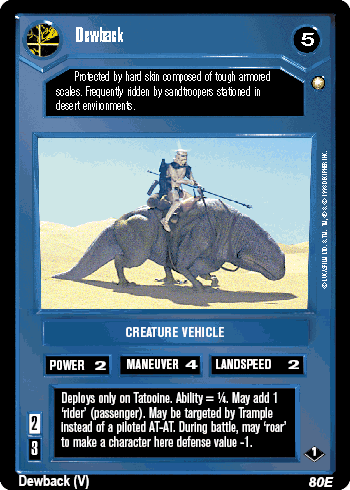 Dewback
5
Protected by hard skin composed of tough armored
scales. Frequently ridden by sandtroopers stationed in
desert enviionments.
CREATURE VEHICLE
POWER 2
MANEUVER 4
LANDSPEED 2
Deploys only on Tatooine. Ability = ¼. May add 1
'rider' (passenger). May be targeted by Trample
instead of a piloted AT-AT. During battle, may 'roar'
to make a character here defense value -1.
2
3
1
Dewback (V)
80E